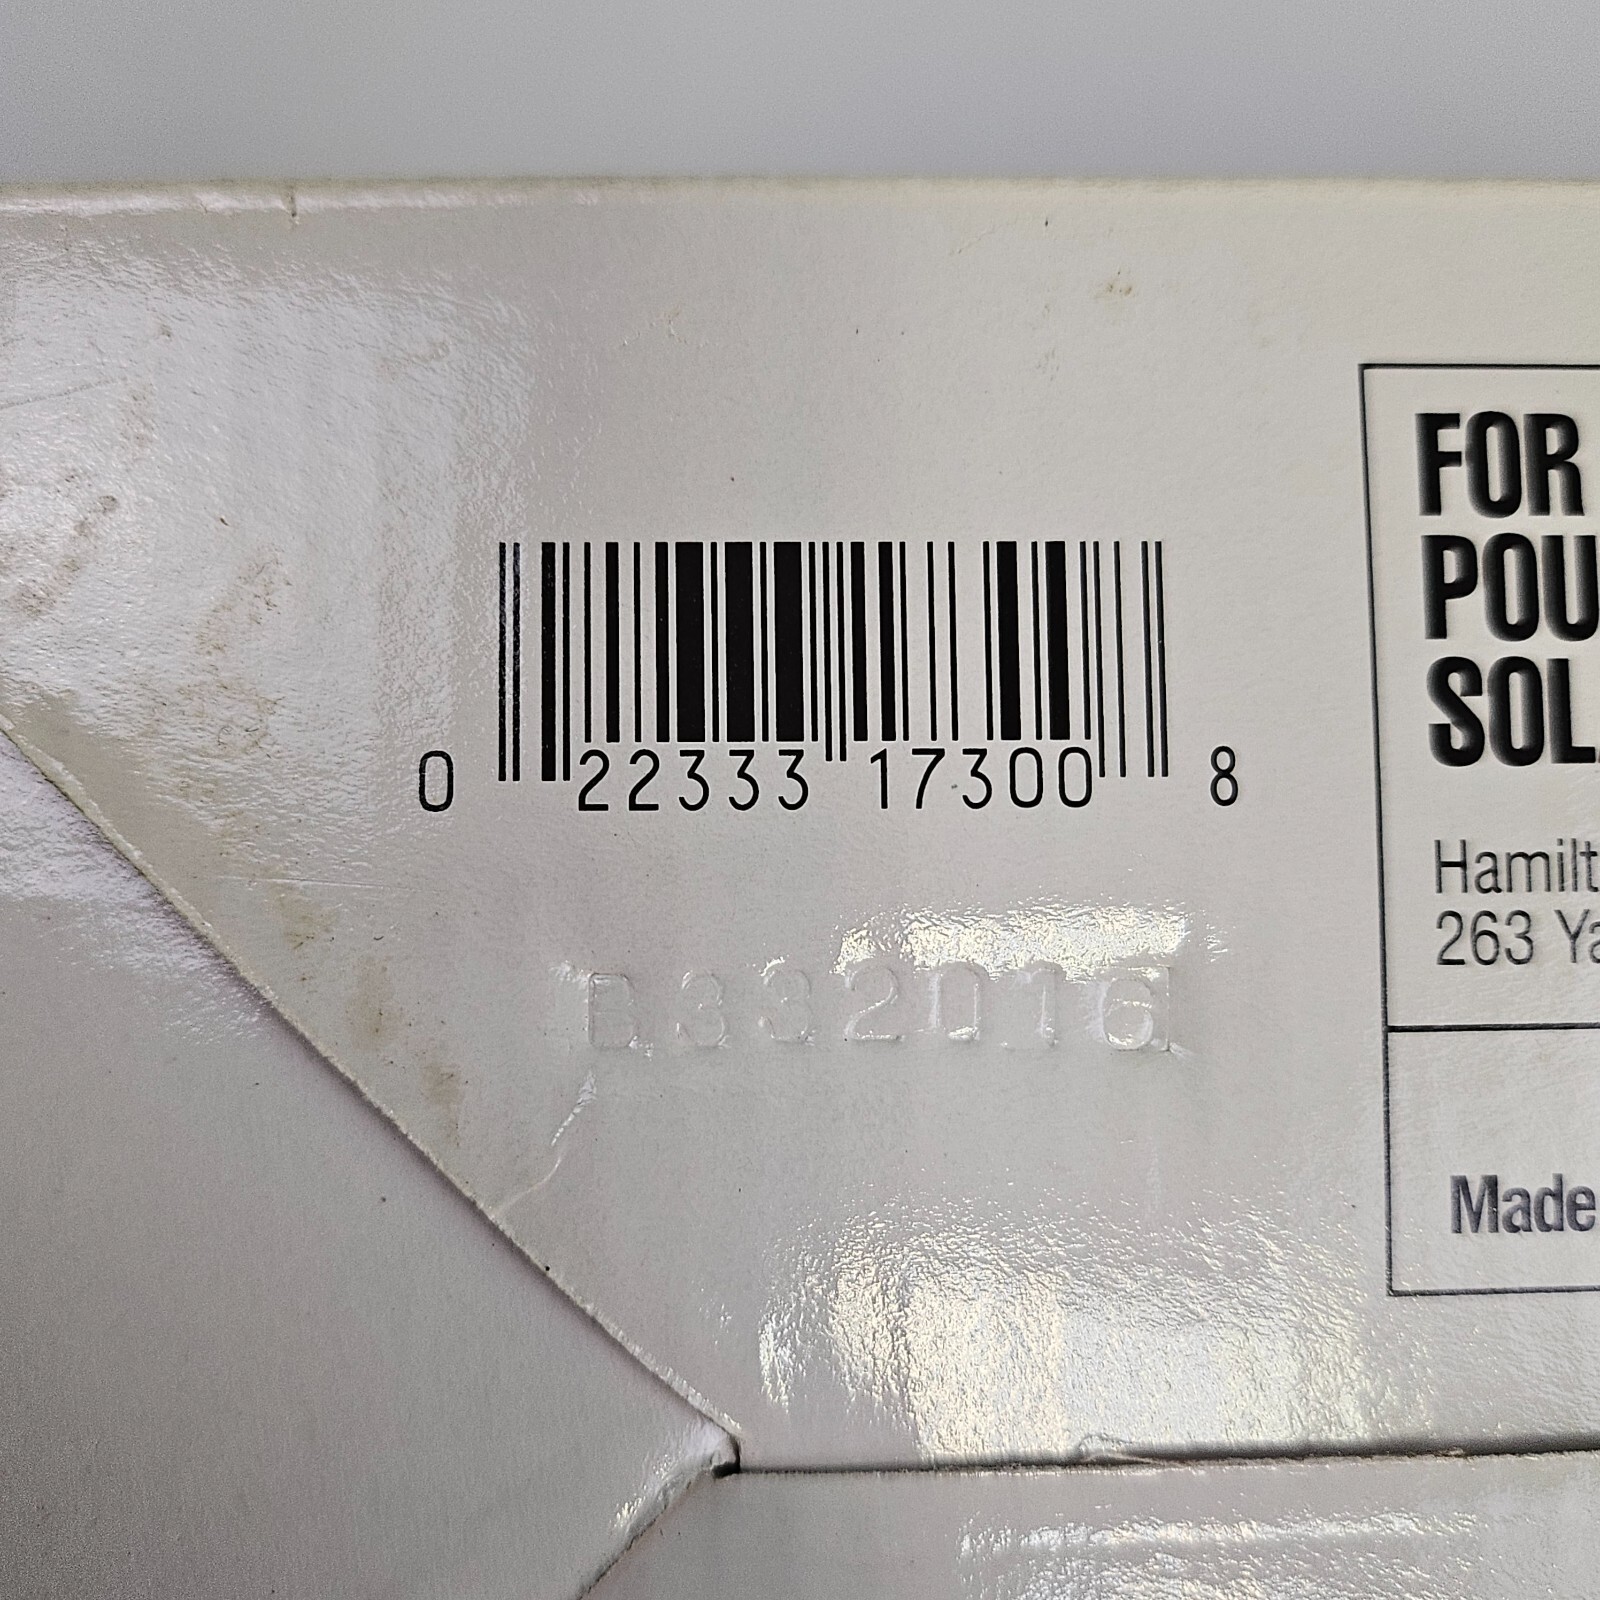 0 22333 17300 8
B332016
FOR
POU
SOL
Hamilt
263 Ya
Made